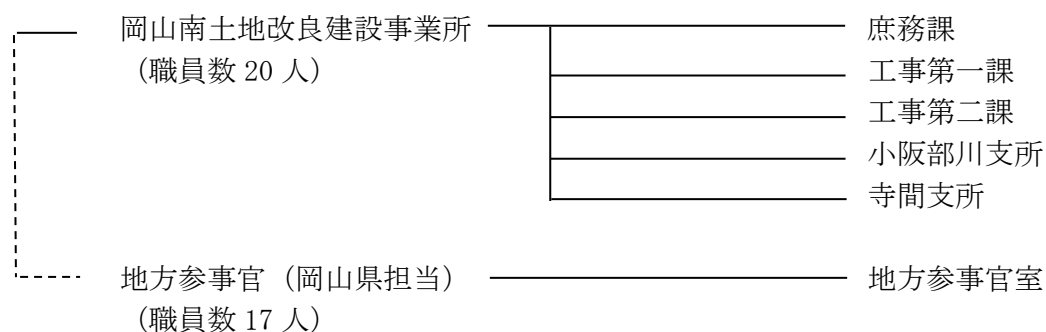 岡山南土地改良建設事業所 庶務課
（職員数 20 人） 工事第一課
工事第二課
小阪部川支所
寺間支所
地方参事官（岡山県担当） 地方参事官室
（職員数 17 人）